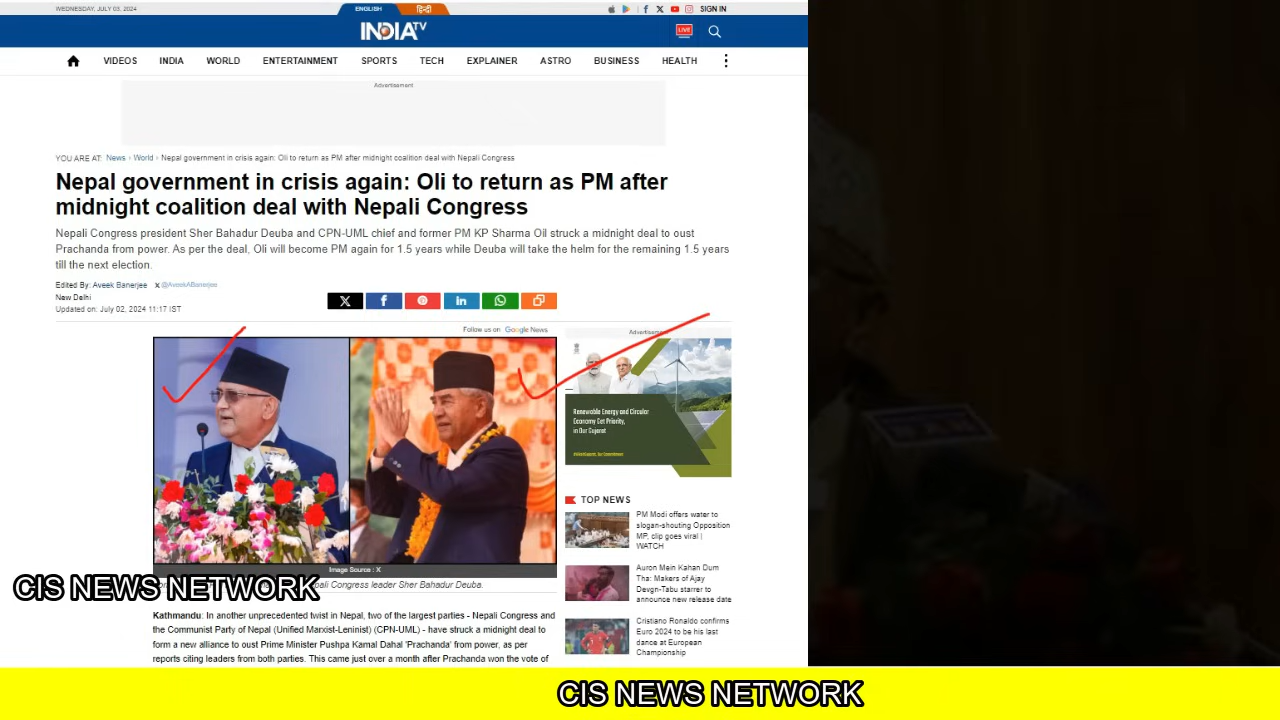 WEDNESDAY, JULY 03, 2024
ENGLISH
हिन्दी
SIGN IN
INDIA TV
LIVE
VIDEOS INDIA WORLD ENTERTAINMENT SPORTS TECH EXPLAINER ASTRO BUSINESS HEALTH
Advertisement
YOU ARE AT: News › World › Nepal government in crisis again: Oli to return as PM after midnight coalition deal with Nepali Congress
Nepal government in crisis again: Oli to return as PM after
midnight coalition deal with Nepali Congress
Nepali Congress president Sher Bahadur Deuba and CPN-UML chief and former PM KP Sharma Oil struck a midnight deal to oust
Prachanda from power. As per the deal, Oli will become PM again for 1.5 years while Deuba will take the helm for the remaining 1.5 years
till the next election.
Edited By: Aveek Banerjee X @AveekABanerjee
New Delhi
Updated on: July 02, 2024 11:17 IST
Follow us on Google News
Advertisement
Renewable Energy and Circular
Economy Get Priority,
in Our Gujarat
Image Source : X
Nepali Congress leader Sher Bahadur Deuba.
CIS NEWS NETWORK
Kathmandu: In another unprecedented twist in Nepal, two of the largest parties - Nepali Congress and
the Communist Party of Nepal (Unified Marxist-Leninist) (CPN-UML) - have struck a midnight deal to
form a new alliance to oust Prime Minister Pushpa Kamal Dahal 'Prachanda' from power, as per
reports citing leaders from both parties. This came just over a month after Prachanda won the vote of
TOP NEWS
PM Modi offers water to
slogan-shouting Opposition
MP, clip goes viral |
WATCH
Auron Mein Kahan Dum
Tha: Makers of Ajay
Devgn-Tabu starrer to
announce new release date
Cristiano Ronaldo confirms
Euro 2024 to be his last
dance at European
Championship
CIS NEWS NETWORK